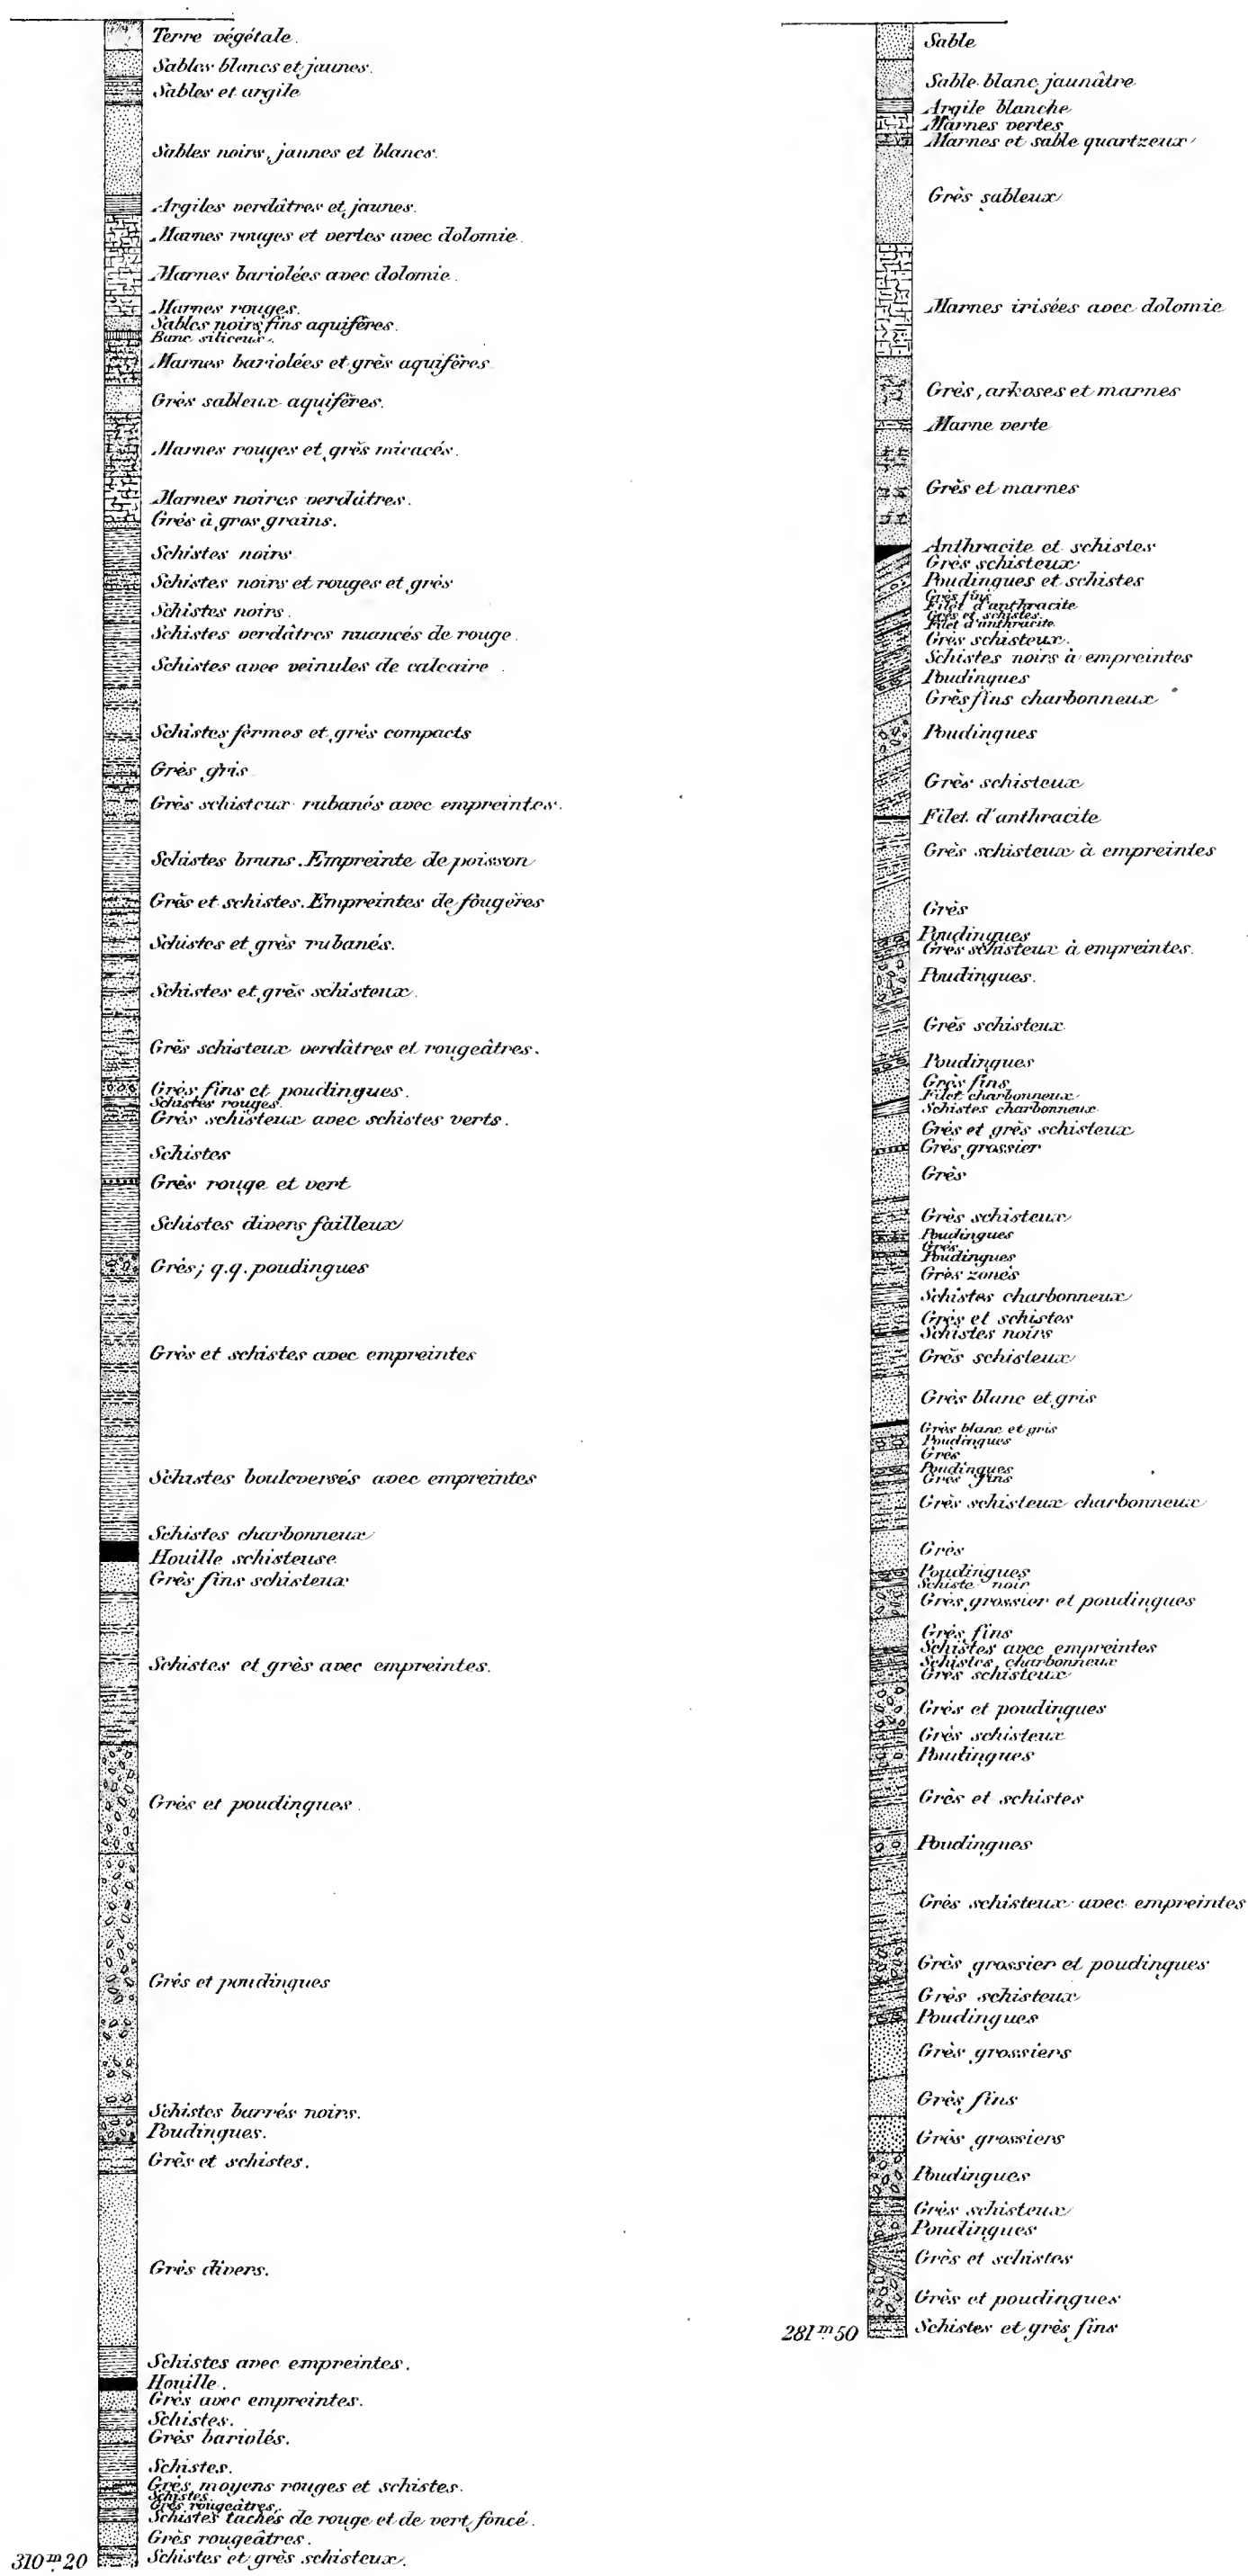 Terre végétale.
Sables blancs et jaunes.
Sables et argile
Sables noirs, jaunes et blancs.
Argiles verdâtres et jaunes.
Marnes rouges et vertes avec dolomie.
Marnes bariolées avec dolomie.
Marnes rouges.
Sables noirs fins aquifères.
Banc siliceux.
Marnes bariolées et grès aquifères
Grès sableux aquifères.
Marnes rouges et grès micacés.
Marnes noires verdâtres.
Grès à gros grains.
Schistes noirs
Schistes noirs et rouges et grès
Schistes noirs.
Schistes verdâtres nuancés de rouge.
Schistes avec veinules de calcaire.
Schistes fermes et grès compacts
Grès gris
Grès schisteux rubanés avec empreintes.
Schistes bruns. Empreinte de poisson
Grès et schistes. Empreintes de fougères
Schistes et grès rubanés.
Schistes et grès schisteux.
Grès schisteux verdâtres et rougeâtres.
Grès fins et poudingues.
Schistes rouges.
Grès schisteux avec schistes verts.
Schistes
Grès rouge et vert
Schistes divers failleux
Grès; q.q. poudingues
Grès et schistes avec empreintes
Schistes bouleversés avec empreintes
Schistes charbonneux
Houille schisteuse
Grès fins schisteux
Schistes et grès avec empreintes.
Grès et poudingues.
Grès et poudingues
Schistes barrés noirs.
Poudingues.
Grès et schistes.
Grès divers.
Schistes avec empreintes.
Houille.
Grès avec empreintes.
Schistes.
Grès bariolés.
Schistes.
Grès moyens rouges et schistes.
Schistes.
Grès rougeâtres.
Schistes tachés de rouge et de vert foncé.
Grès rougeâtres.
310m20 Schistes et grès schisteux.
Sable
Sable blanc jaunâtre
Argile blanche
Marnes vertes
Marnes et sable quartzeux
Grès sableux
Marnes irisées avec dolomie
Grès, arkoses et marnes
Marne verte
Grès et marnes
Anthracite et schistes
Grès schisteux
Poudingues et schistes
Grès fins
Filet d'anthracite
Grès et schistes.
Filet d'anthracite.
Grès schisteux.
Schistes noirs à empreintes
Poudingues
Grès fins charbonneux
Poudingues
Grès schisteux
Filet d'anthracite
Grès schisteux à empreintes
Grès
Poudingues
Grès schisteux à empreintes.
Poudingues.
Grès schisteux
Poudingues
Grès fins
Filet charbonneux
Schistes charbonneux
Grès et grès schisteux
Grès grossier
Grès
Grès schisteux
Poudingues
Grès
Poudingues
Grès zonés
Schistes charbonneux
Grès et schistes
Schistes noirs
Grès schisteux
Grès blanc et gris
Grès blanc et gris
Poudingues
Grès
Poudingues
Grès fins
Grès schisteux charbonneux
Grès
Poudingues
Schiste noir
Grès grossier et poudingues
Grès fins
Schistes avec empreintes
Schistes charbonneux
Grès schisteux
Grès et poudingues
Grès schisteux
Poudingues
Grès et schistes
Poudingues
Grès schisteux avec empreintes
Grès grossier et poudingues
Grès schisteux
Poudingues
Grès grossiers
Grès fins
Grès grossiers
Poudingues
Grès schisteux
Poudingues
Grès et schistes
Grès et poudingues
281m50 Schistes et grès fins